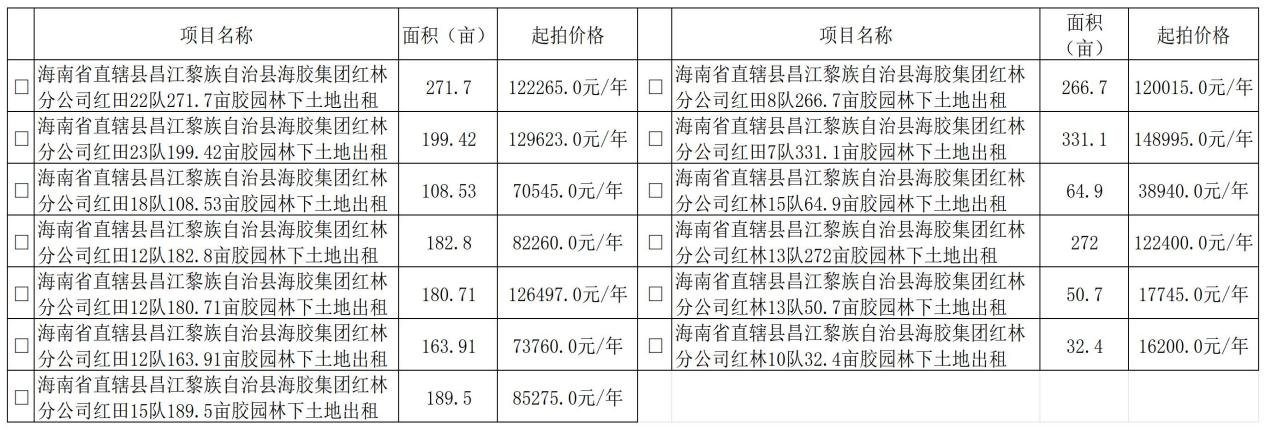 项目名称 面积（亩） 起拍价格 项目名称 面积（亩） 起拍价格
□ 海南省直辖县昌江黎族自治县海胶集团红林分公司红田22队271.7亩胶园林下土地出租 271.7 122265.0元/年 □ 海南省直辖县昌江黎族自治县海胶集团红林分公司红田8队266.7亩胶园林下土地出租 266.7 120015.0元/年
□ 海南省直辖县昌江黎族自治县海胶集团红林分公司红田23队199.42亩胶园林下土地出租 199.42 129623.0元/年 □ 海南省直辖县昌江黎族自治县海胶集团红林分公司红田7队331.1亩胶园林下土地出租 331.1 148995.0元/年
□ 海南省直辖县昌江黎族自治县海胶集团红林分公司红田18队108.53亩胶园林下土地出租 108.53 70545.0元/年 □ 海南省直辖县昌江黎族自治县海胶集团红林分公司红林15队64.9亩胶园林下土地出租 64.9 38940.0元/年
□ 海南省直辖县昌江黎族自治县海胶集团红林分公司红田12队182.8亩胶园林下土地出租 182.8 82260.0元/年 □ 海南省直辖县昌江黎族自治县海胶集团红林分公司红林13队272亩胶园林下土地出租 272 122400.0元/年
□ 海南省直辖县昌江黎族自治县海胶集团红林分公司红田12队180.71亩胶园林下土地出租 180.71 126497.0元/年 □ 海南省直辖县昌江黎族自治县海胶集团红林分公司红林13队50.7亩胶园林下土地出租 50.7 17745.0元/年
□ 海南省直辖县昌江黎族自治县海胶集团红林分公司红田12队163.91亩胶园林下土地出租 163.91 73760.0元/年 □ 海南省直辖县昌江黎族自治县海胶集团红林分公司红林10队32.4亩胶园林下土地出租 32.4 16200.0元/年
□ 海南省直辖县昌江黎族自治县海胶集团红林分公司红田15队189.5亩胶园林下土地出租 189.5 85275.0元/年